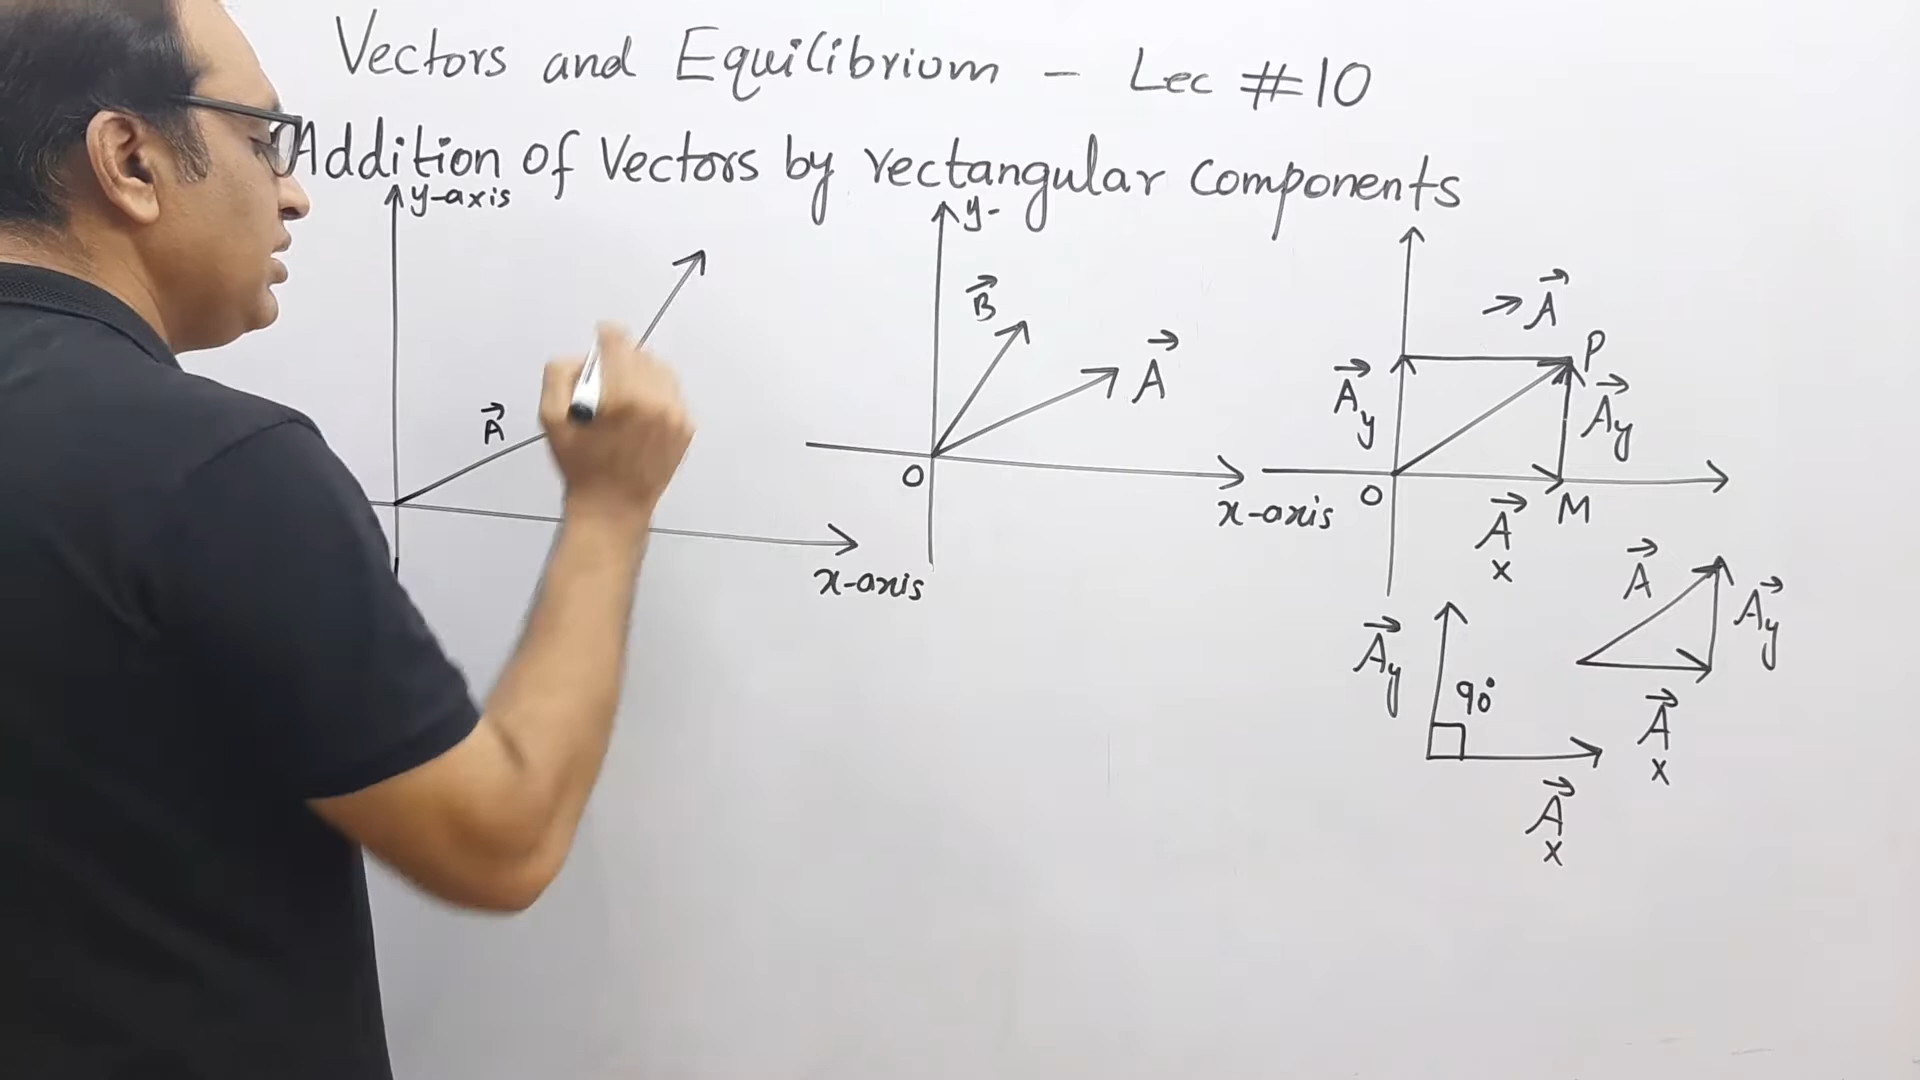 Vectors and Equilibrium - Lec #10
Addition of Vectors by rectangular components
y-axis
A
x-axis
y-
B
A
O
x-axis
A
P
Ay
Ay
O
Ax
M
A
Ay
Ax
Ay
90°
Ax